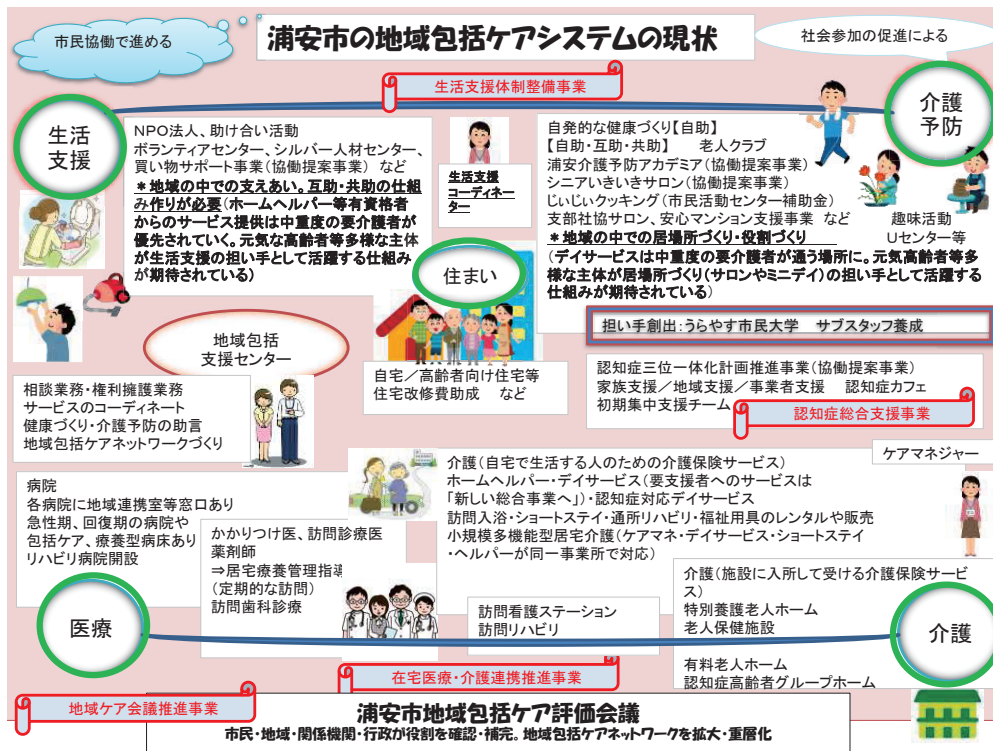 市民協働で進める
浦安市の地域包括ケアシステムの現状
社会参加の促進による
生活支援体制整備事業
生活
支援
NPO法人、助け合い活動
ボランティアセンター、シルバー人材センター、
買い物サポート事業(協働提案事業) など
*地域の中での支えあい。互助・共助の仕組
み作りが必要(ホームヘルパー等有資格者
からのサービス提供は中重度の要介護者が
優先されていく。元気な高齢者等多様な主体
が生活支援の担い手として活躍する仕組み
が期待されている)
生活支援
コーディネー
ター
介護
予防
自発的な健康づくり【自助】
【自助・互助・共助】 老人クラブ
浦安介護予防アカデミア(協働提案事業)
シニアいきいきサロン(協働提案事業)
じぃじぃクッキング(市民活動センター補助金)
支部社協サロン、安心マンション支援事業 など
*地域の中での居場所づくり・役割づくり
(デイサービスは中重度の要介護者が通う場所に。元気高齢者等多
様な主体が居場所づくり(サロンやミニデイ)の担い手として活躍する
仕組みが期待されている)
趣味活動
Uセンター等
住まい
担い手創出:うらやす市民大学 サブスタッフ養成
地域包括
支援センター
自宅/高齢者向け住宅等
住宅改修費助成 など
認知症三位一体化計画推進事業(協働提案事業)
家族支援/地域支援/事業者支援 認知症カフェ
初期集中支援チーム
認知症総合支援事業
相談業務・権利擁護業務
サービスのコーディネート
健康づくり・介護予防の助言
地域包括ケアネットワークづくり
ケアマネジャー
介護(自宅で生活する人のための介護保険サービス)
ホームヘルパー・デイサービス(要支援者へのサービスは
「新しい総合事業へ」)・認知症対応デイサービス
訪問入浴・ショートステイ・通所リハビリ・福祉用具のレンタルや販売
小規模多機能型居宅介護(ケアマネ・デイサービス・ショートステイ
・ヘルパーが同一事業所で対応)
病院
各病院に地域連携室等窓口あり
急性期、回復期の病院や
包括ケア、療養型病床あり
リハビリ病院開設
かかりつけ医、訪問診療医
薬剤師
⇒居宅療養管理指導
(定期的な訪問)
訪問歯科診療
介護(施設に入所して受ける介護保険サービ
ス)
特別養護老人ホーム
老人保健施設
有料老人ホーム
認知症高齢者グループホーム
訪問看護ステーション
訪問リハビリ
医療
介護
在宅医療・介護連携推進事業
地域ケア会議推進事業
浦安市地域包括ケア評価会議
市民・地域・関係機関・行政が役割を確認・補完。地域包括ケアネットワークを拡大・重層化